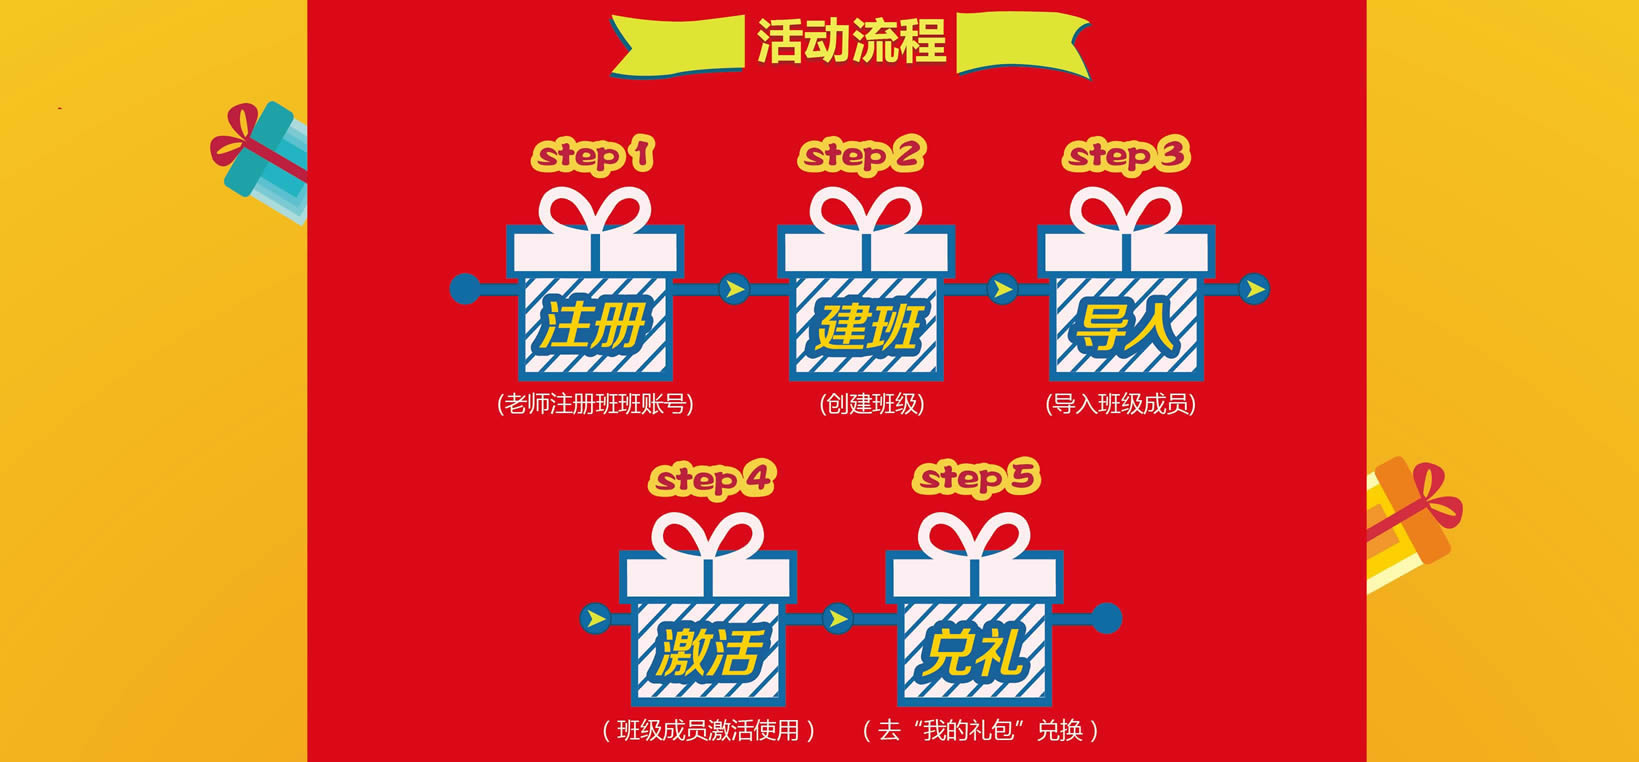 活动流程
step 1
step 2
step 3
注册
建班
导入
(老师注册班班账号)
(创建班级)
(导入班级成员)
step 4
step 5
激活
兑礼
（班级成员激活使用）
（去“我的礼包”兑换）